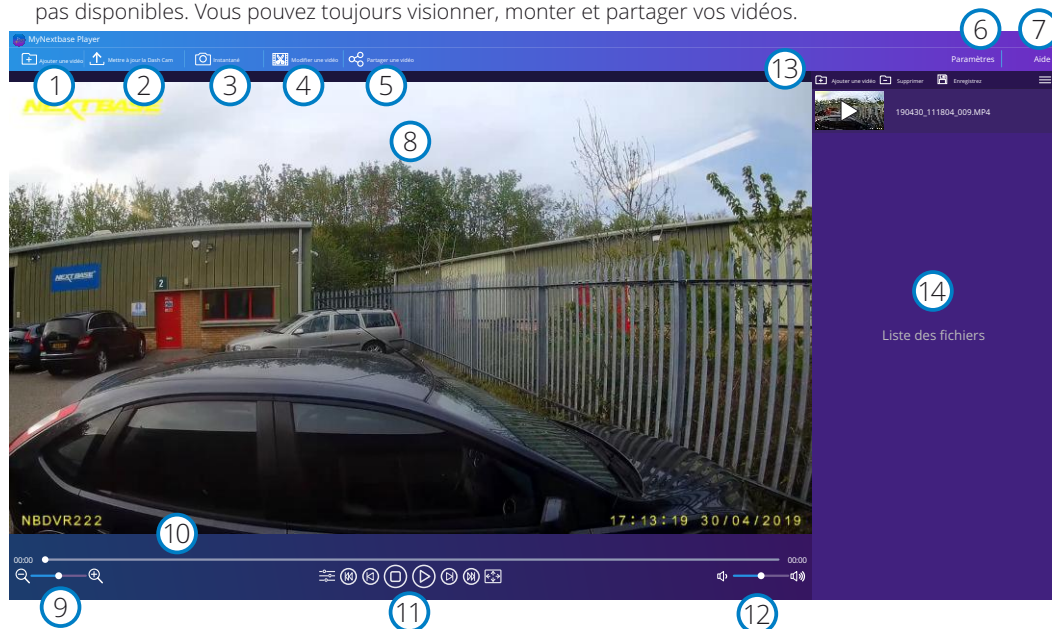 pas disponibles. Vous pouvez toujours visionner, monter et partager vos vidéos.
6 7
MyNextbase Player
Ajouter une vidéo Mettre à jour la Dash Cam Instantané Modifier une vidéo Partager une vidéo Paramètres Aide
1 2 3 4 5 13
Ajouter une vidéo Supprimer Enregistrez
NEXTBASE
190430_111804_009.MP4
8
NEXTBASE
2
14
Liste des fichiers
NBDVR222 17:13:19 30/04/2019
10
00:00 00:00
9 11 12